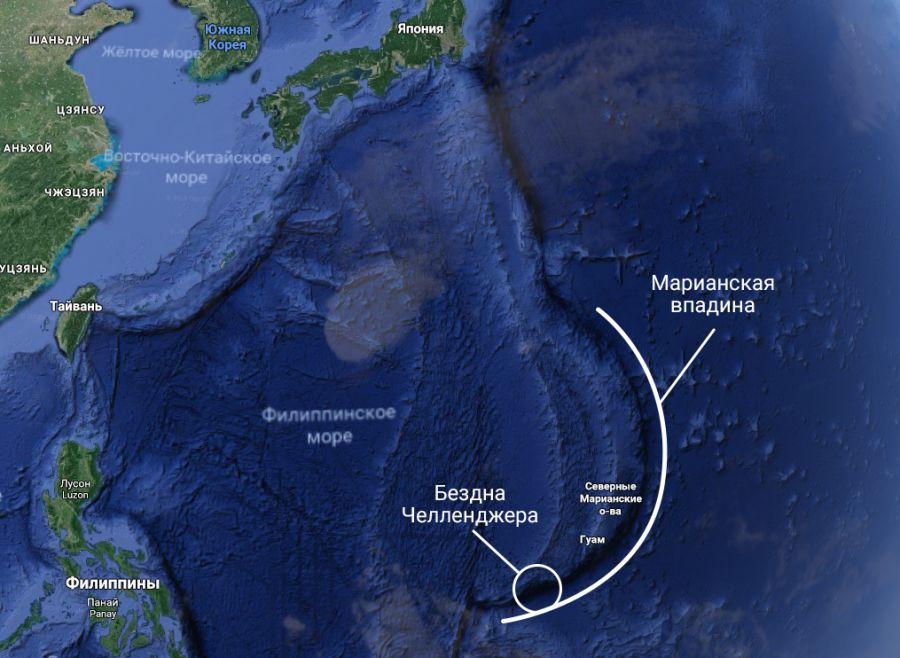 Южная
Корея
Япония
ШАНЬДУН
Жёлтое море
ЦЗЯНСУ
АНЬХОЙ
Восточно-Китайское
море
ЧЖЭЦЗЯН
УЦЗЯНЬ
Тайвань
Марианская
впадина
Филиппинское
море
Лусон
Luzon
Бездна
Челленджера
Северные
Марианские
о-ва
Гуам
Филиппины
Панай
Panay